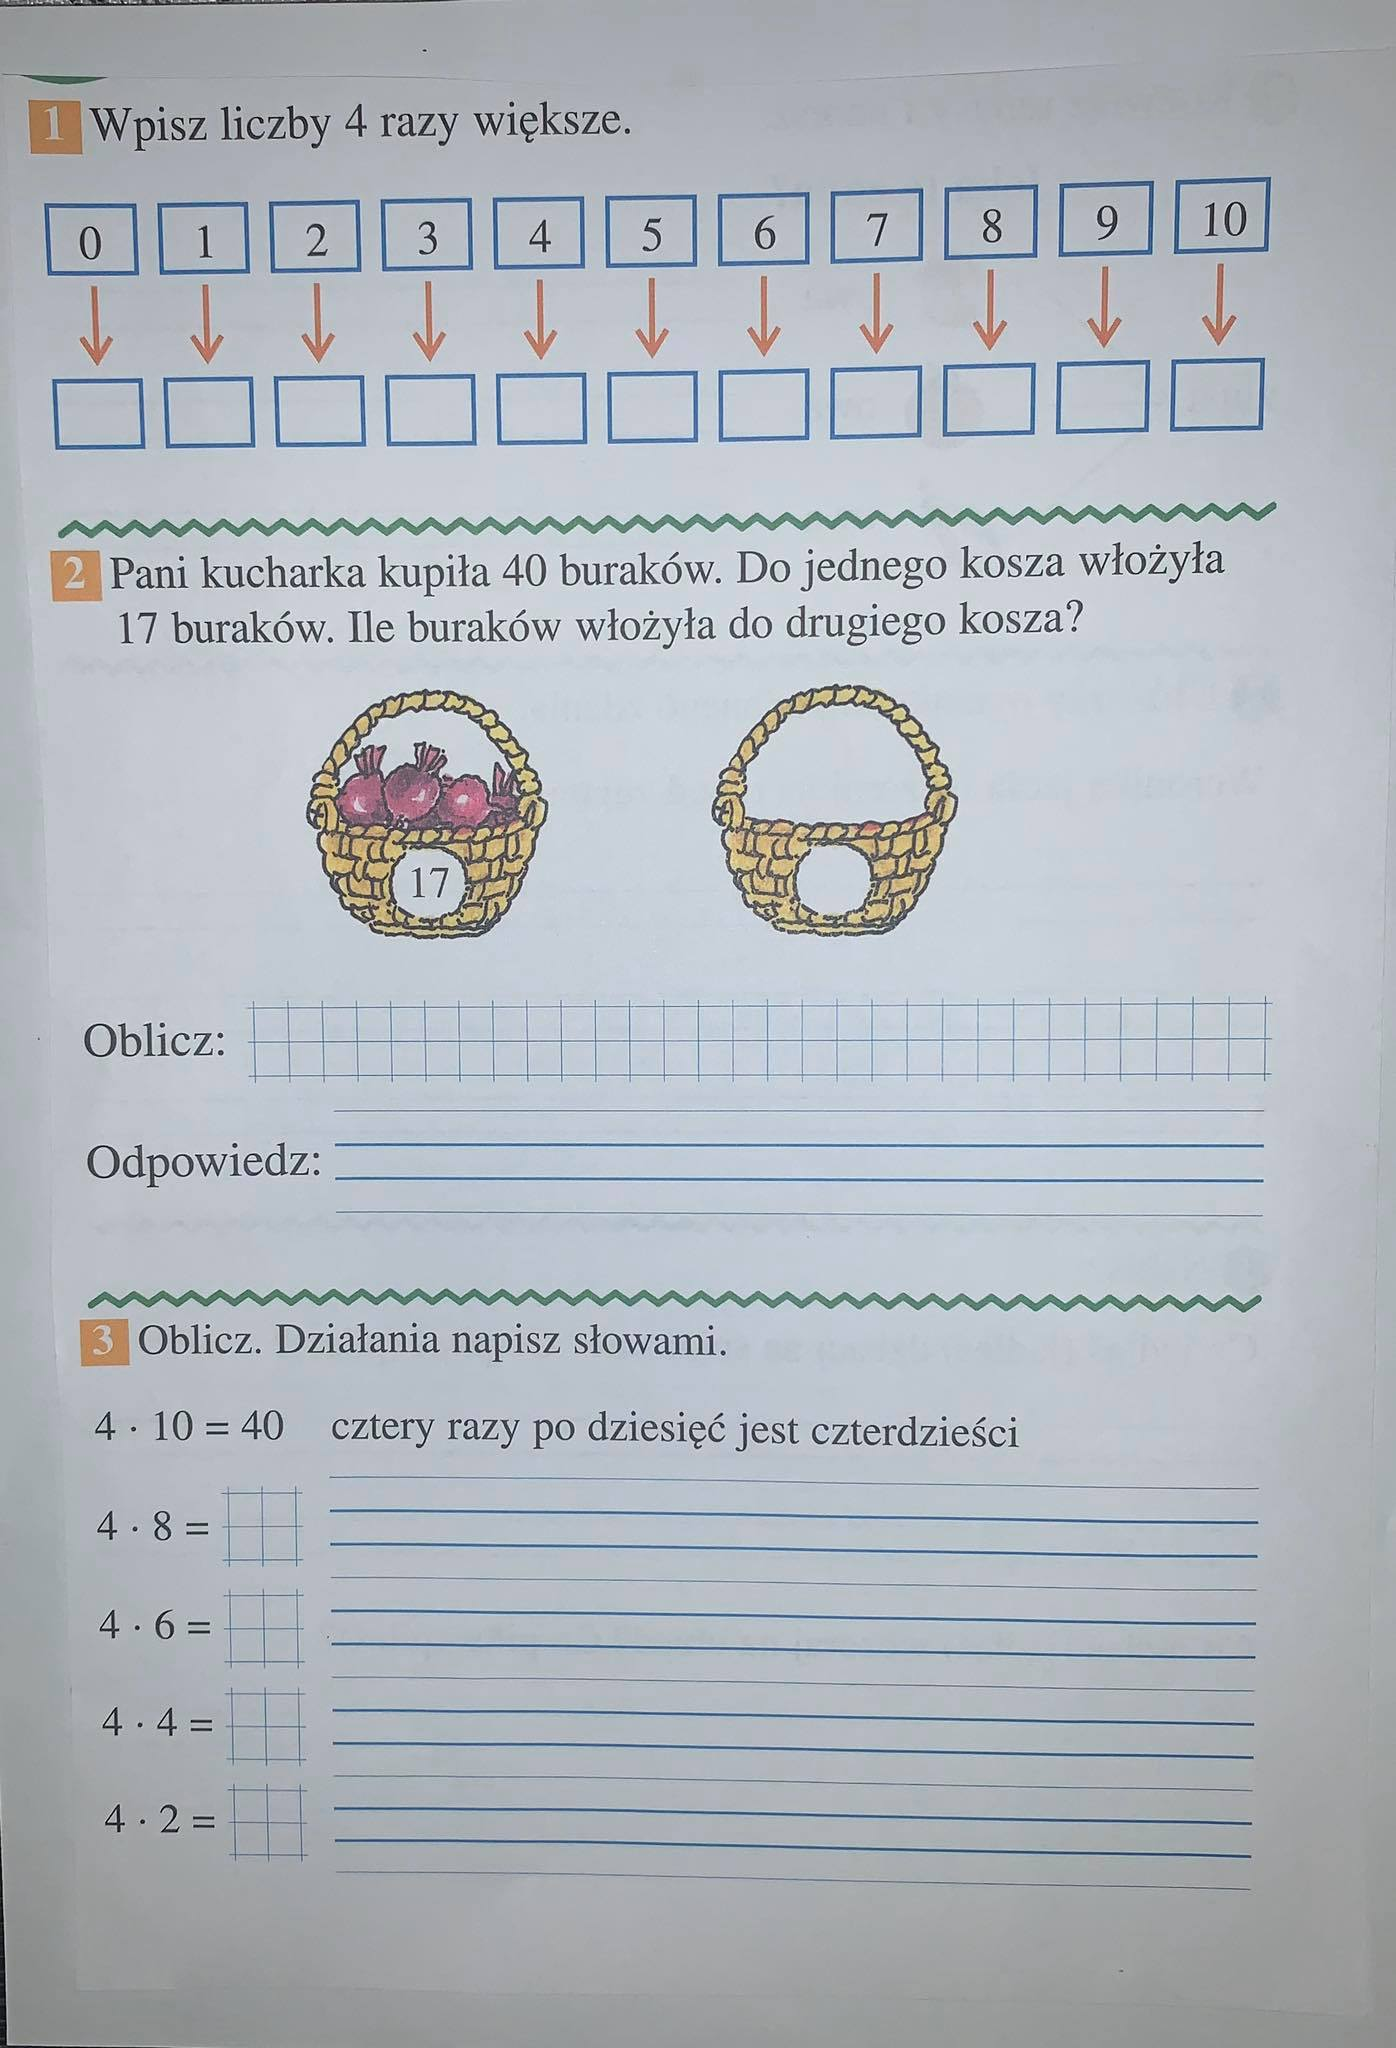 1 Wpisz liczby 4 razy większe.
0 1 2 3 4 5 6 7 8 9 10
2 Pani kucharka kupiła 40 buraków. Do jednego kosza włożyła
17 buraków. Ile buraków włożyła do drugiego kosza?
17
Oblicz:
Odpowiedz:
3 Oblicz. Działania napisz słowami.
4 · 10 = 40 cztery razy po dziesięć jest czterdzieści
4 · 8 =
4 · 6 =
4 · 4 =
4 · 2 =